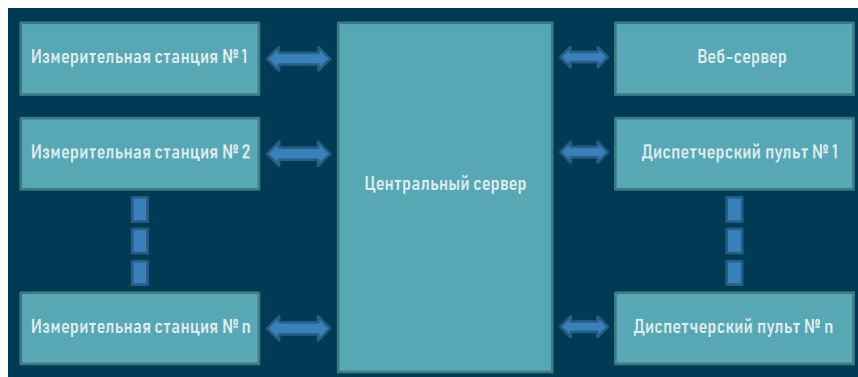 Измерительная станция № 1
Веб-сервер
Измерительная станция № 2
Диспетчерский пульт № 1
Центральный сервер
Измерительная станция № n
Диспетчерский пульт № n